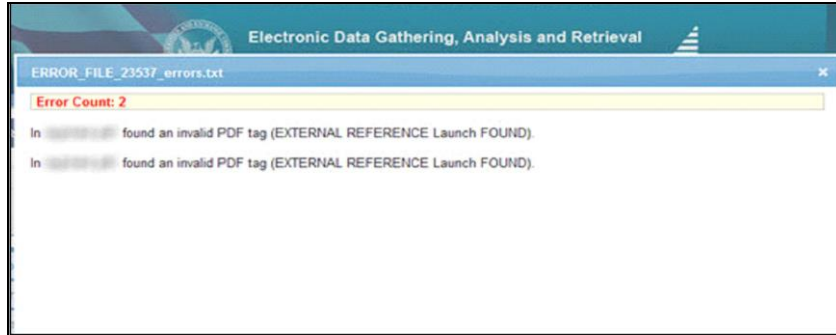 Electronic Data Gathering, Analysis and Retrieval
ERROR_FILE_23537_errors.txt
Error Count: 2
In found an invalid PDF tag (EXTERNAL REFERENCE Launch FOUND).
In found an invalid PDF tag (EXTERNAL REFERENCE Launch FOUND).